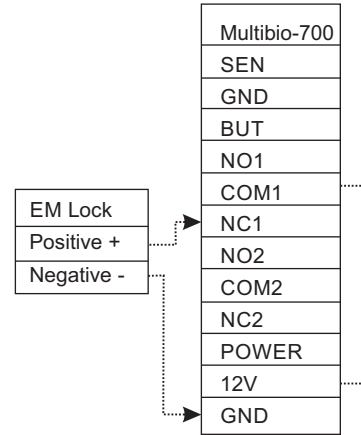 Multibio-700
SEN
GND
BUT
NO1
COM1
NC1
NO2
COM2
NC2
POWER
12V
GND
EM Lock
Positive +
Negative -